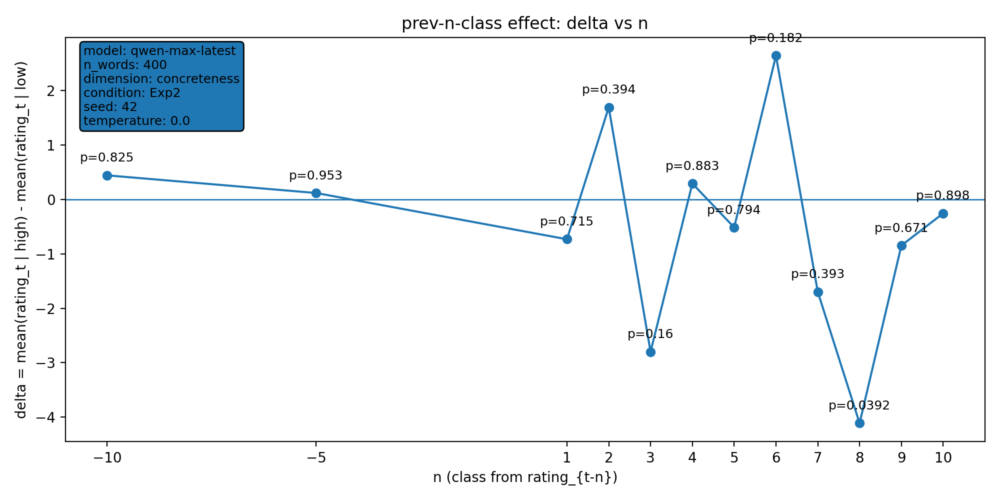 prev-n-class effect: delta vs n
model: qwen-max-latest
n_words: 400
dimension: concreteness
condition: Exp2
seed: 42
temperature: 0.0
delta = mean(rating_t | high) - mean(rating_t | low)
2
1
0
−1
−2
−3
−4
p=0.825
p=0.953
p=0.715
p=0.394
p=0.16
p=0.883
p=0.794
p=0.182
p=0.393
p=0.0392
p=0.671
p=0.898
−10
−5
1
2
3
4
5
6
7
8
9
10
n (class from rating_{t-n})